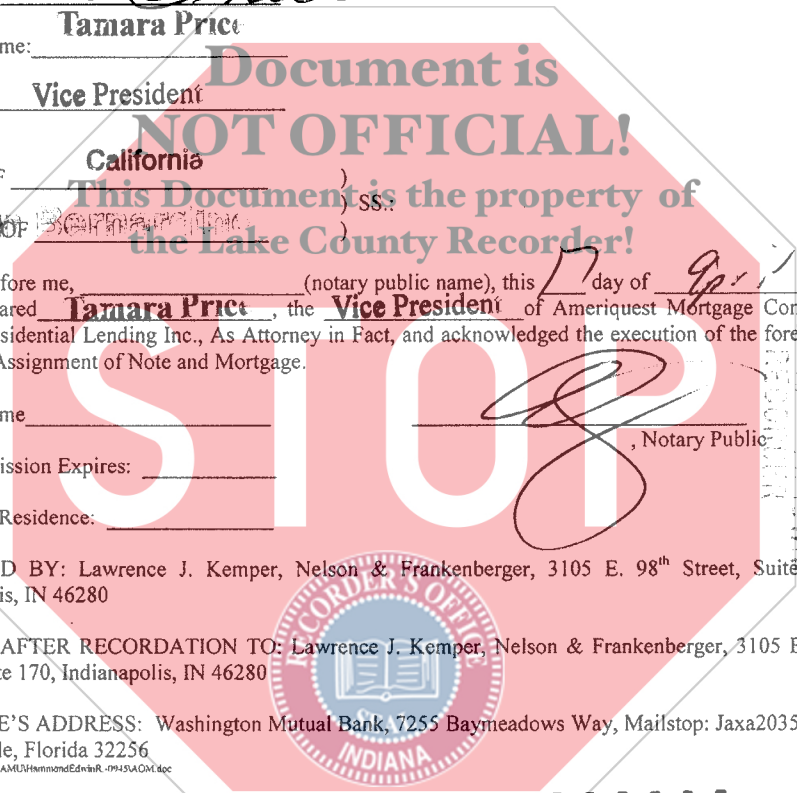 Tamara Price
me:
Document is
Vice President
NOT OFFICIAL!
California
)
This Document is the property of
) SS.:
OF
the Lake County Recorder!
)
fore me, (notary public name), this 17 day of
ared Tamara Price, the Vice President of Ameriquest Mortgage Con
sidential Lending Inc., As Attorney in Fact, and acknowledged the execution of the fore
Assignment of Note and Mortgage.
STOP
me
, Notary Public
ission Expires:
Residence:
D BY: Lawrence J. Kemper, Nelson & Frankenberger, 3105 E. 98th Street, Suite
is, IN 46280
RECORDER'S OFFICE
AFTER RECORDATION TO: Lawrence J. Kemper, Nelson & Frankenberger, 3105 E
te 170, Indianapolis, IN 46280
SEAL
E'S ADDRESS: Washington Mutual Bank, 7255 Baymeadows Way, Mailstop: Jaxa2035
INDIANA
le, Florida 32256